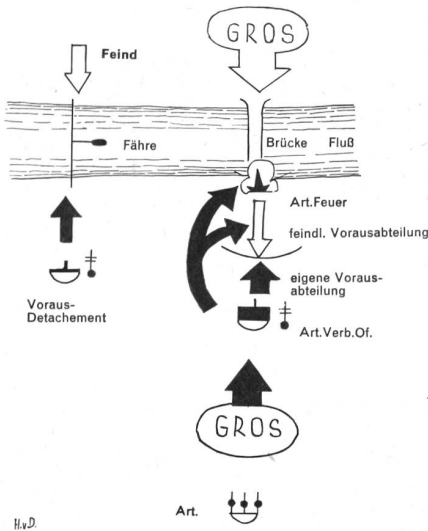 GROS
Feind
Fähre
Brücke Fluß
Art.Feuer
feindl. Vorausabteilung
eigene Voraus-
abteilung
Voraus-
Detachement
Art.Verb.Of.
GROS
Art.
H.v.D.